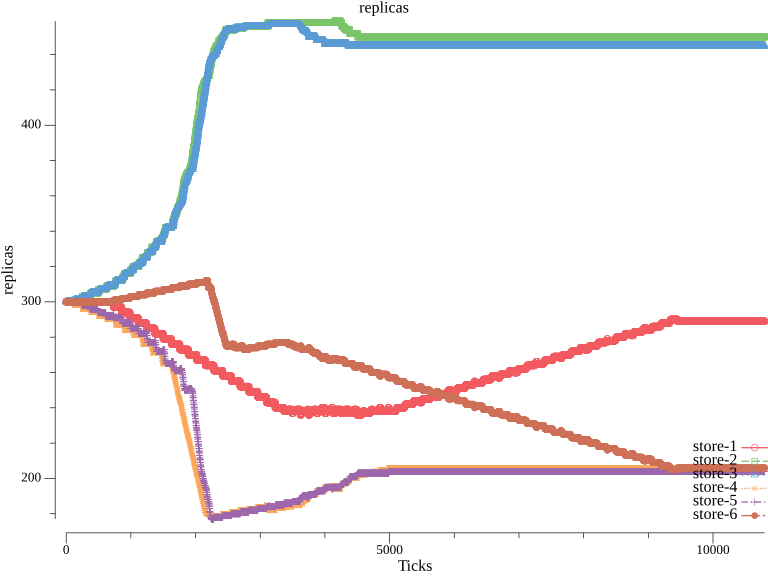 replicas
replicas
400
300
200
store-1
store-2
store-3
store-4
store-5
store-6
0
5000
10000
Ticks